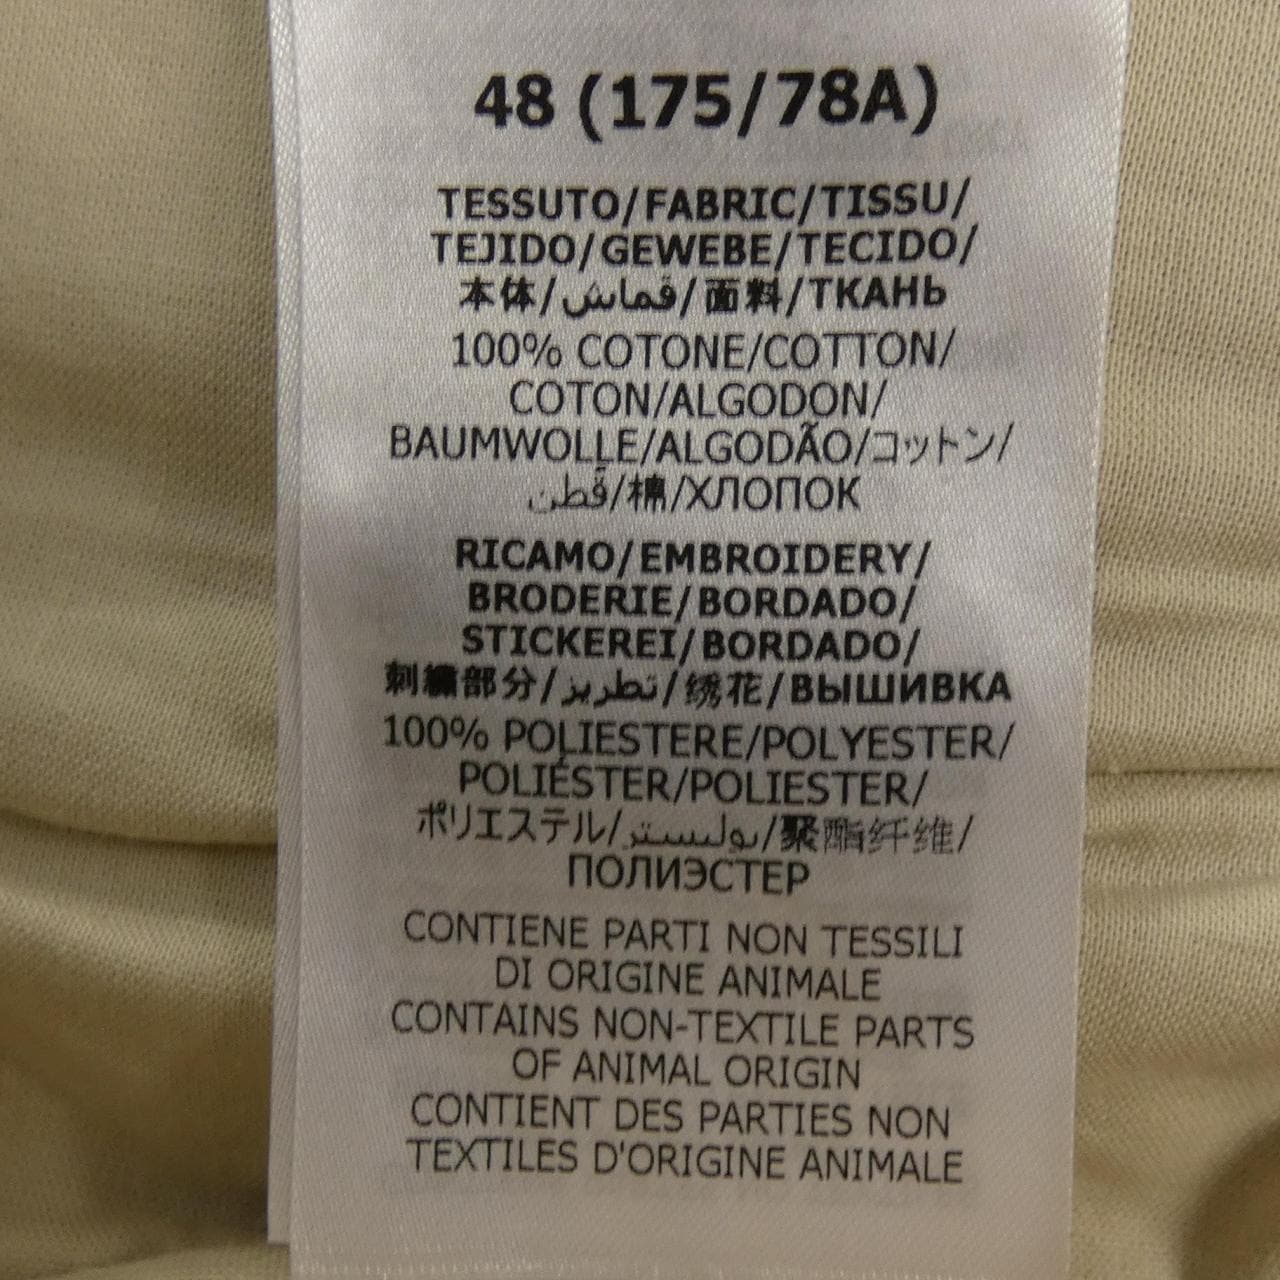 48 (175/78A)
TESSUTO/FABRIC/TISSU/
TEJIDO/GEWEBE/TECIDO/
本体/قماش/面料/ТКАНЬ
100% COTONE/COTTON/
COTON/ALGODON/
BAUMWOLLE/ALGODÃO/コットン/
قطن/棉/ХЛОПОК
RICAMO/EMBROIDERY/
BRODERIE/BORDADO/
STICKEREI/BORDADO/
刺繍部分/تطريز/绣花/ВЫШИВКА
100% POLIESTERE/POLYESTER/
POLIÉSTER/POLIESTER/
ポリエステル/بوليستر/聚酯纤维/
ПОЛИЭСТЕР
CONTIENE PARTI NON TESSILI
DI ORIGINE ANIMALE
CONTAINS NON-TEXTILE PARTS
OF ANIMAL ORIGIN
CONTIENT DES PARTIES NON
TEXTILES D'ORIGINE ANIMALE